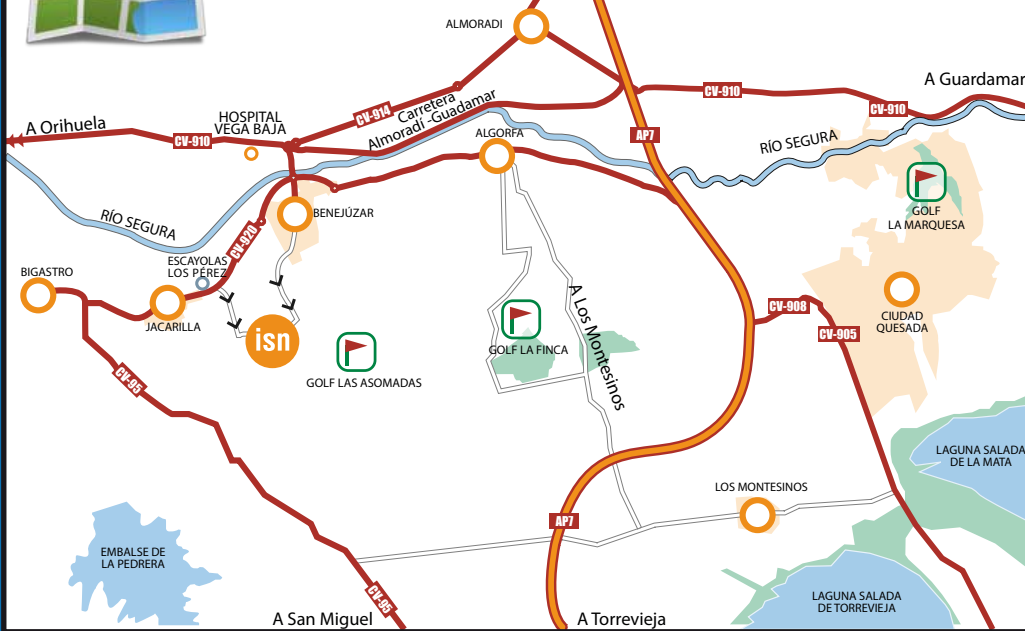 ALMORADI
A Guardamar
CV-910
CV-910
CV-914
Carretera
Almoradí -Guadamar
HOSPITAL
VEGA BAJA
A Orihuela
CV-910
ALGORFA
AP7
RÍO SEGURA
GOLF
LA MARQUESA
RÍO SEGURA
BENEJÚZAR
CV-920
ESCAYOLAS
LOS PÉREZ
BIGASTRO
JACARILLA
isn
GOLF LAS ASOMADAS
GOLF LA FINCA
A Los Montesinos
CV-908
CV-905
CIUDAD
QUESADA
CV-95
LAGUNA SALADA
DE LA MATA
LOS MONTESINOS
AP7
EMBALSE DE
LA PEDRERA
CV-95
LAGUNA SALADA
DE TORREVIEJA
A San Miguel
A Torrevieja